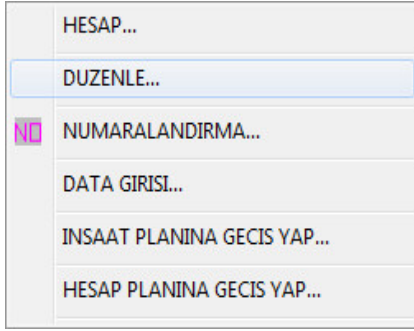 HESAP...
DUZENLE...
NO NUMARALANDIRMA...
DATA GIRISI...
INSAAT PLANINA GECIS YAP...
HESAP PLANINA GECIS YAP...